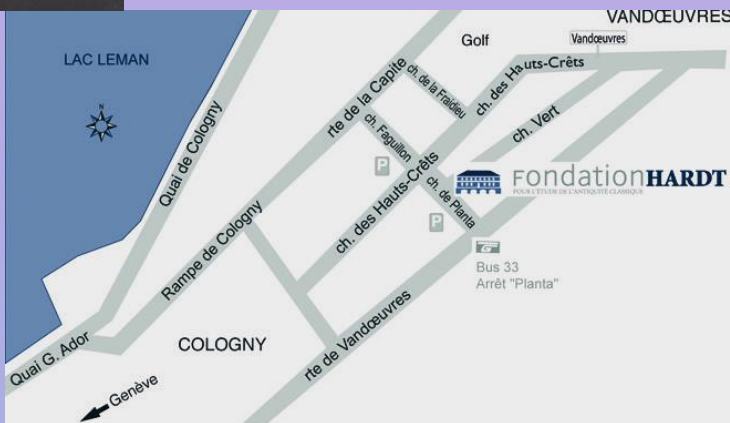 VANDŒUVRES
LAC LEMAN
Golf
Vandœuvres
ch. des Hauts-Crêts
ch. de la Fraidieu
rte de la Capite
N
Quai de Cologny
ch. Faguillon
ch. Vert
P
FondationHARDT
POUR L'ÉTUDE DE L'ANTIQUITÉ CLASSIQUE
ch. des Hauts-Crêts
ch. de Planta
P
Rampe de Cologny
Bus 33
Arrêt "Planta"
rte de Vandœuvres
COLOGNY
Quai G. Ador
Genève